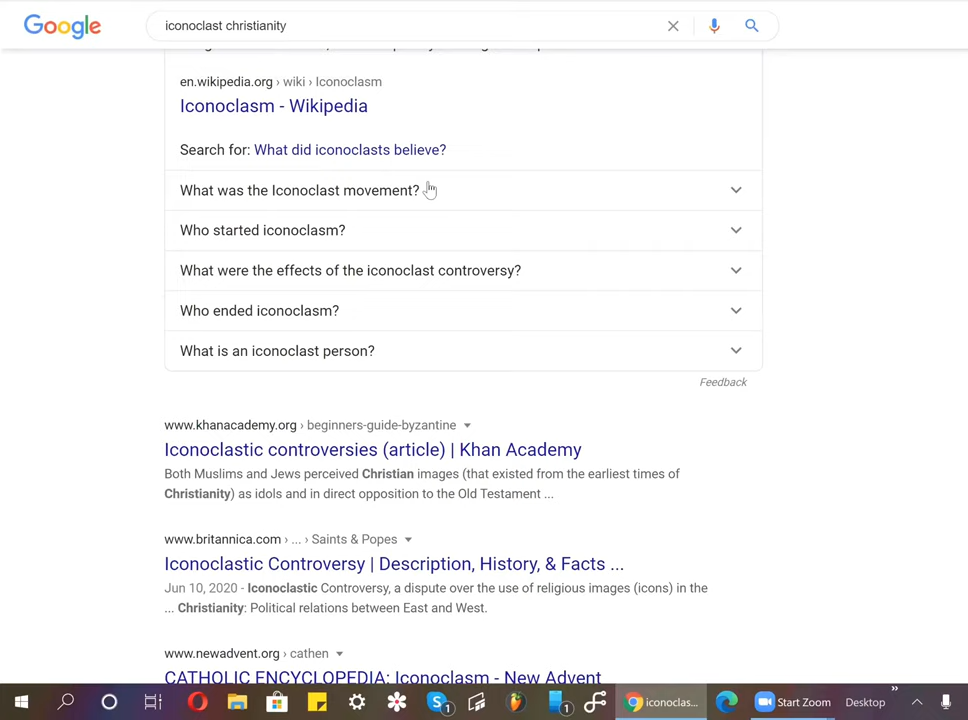 Google
iconoclast christianity
en.wikipedia.org › wiki › Iconoclasm
Iconoclasm - Wikipedia
Search for: What did iconoclasts believe?
What was the Iconoclast movement?
Who started iconoclasm?
What were the effects of the iconoclast controversy?
Who ended iconoclasm?
What is an iconoclast person?
Feedback
www.khanacademy.org › beginners-guide-byzantine
Iconoclastic controversies (article) | Khan Academy
Both Muslims and Jews perceived Christian images (that existed from the earliest times of
Christianity) as idols and in direct opposition to the Old Testament ...
www.britannica.com › ... › Saints & Popes
Iconoclastic Controversy | Description, History, & Facts ...
Jun 10, 2020 - Iconoclastic Controversy, a dispute over the use of religious images (icons) in the
... Christianity: Political relations between East and West.
www.newadvent.org › cathen
CATHOLIC ENCYCLOPEDIA: Iconoclasm - New Advent
1 1 iconoclas... Start Zoom Desktop »